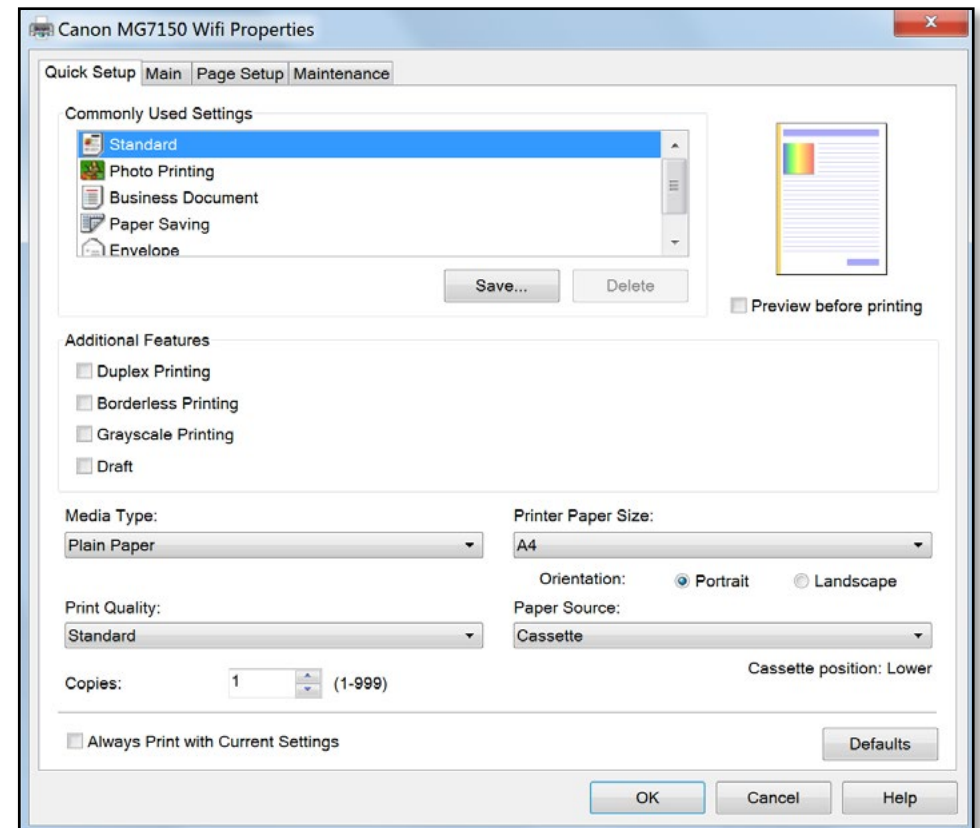 Canon MG7150 Wifi Properties
x
Quick Setup Main Page Setup Maintenance
Commonly Used Settings
Standard
Photo Printing
Business Document
Paper Saving
Envelope
Save... Delete
Preview before printing
Additional Features
Duplex Printing
Borderless Printing
Grayscale Printing
Draft
Media Type: Printer Paper Size:
Plain Paper A4
Orientation: Portrait Landscape
Print Quality: Paper Source:
Standard Cassette
Cassette position: Lower
Copies: 1 (1-999)
Always Print with Current Settings Defaults
OK Cancel Help